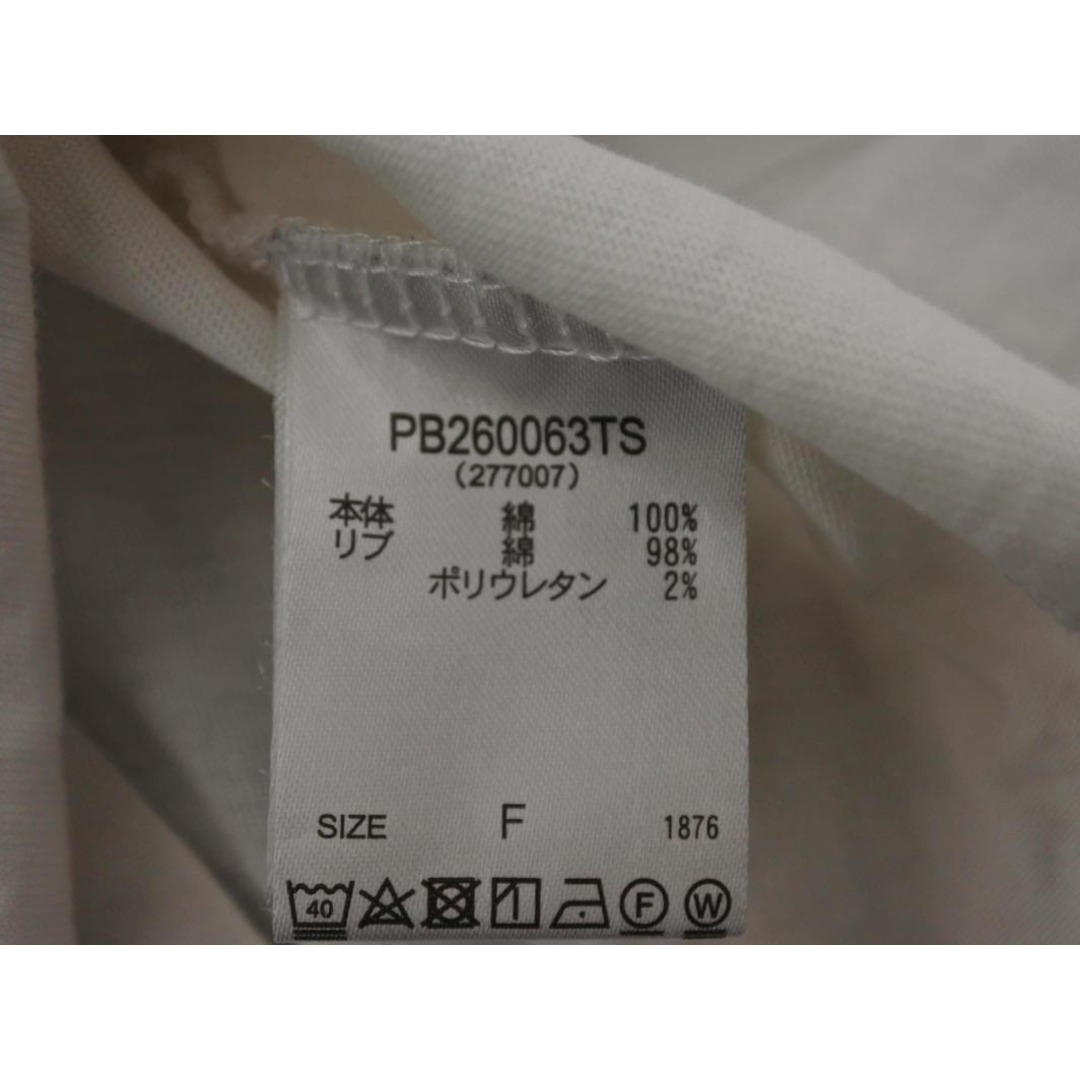 PB260063TS
(277007)
本体 綿 100%
リブ 綿 98%
ポリウレタン 2%
SIZE F 1876
40 F W